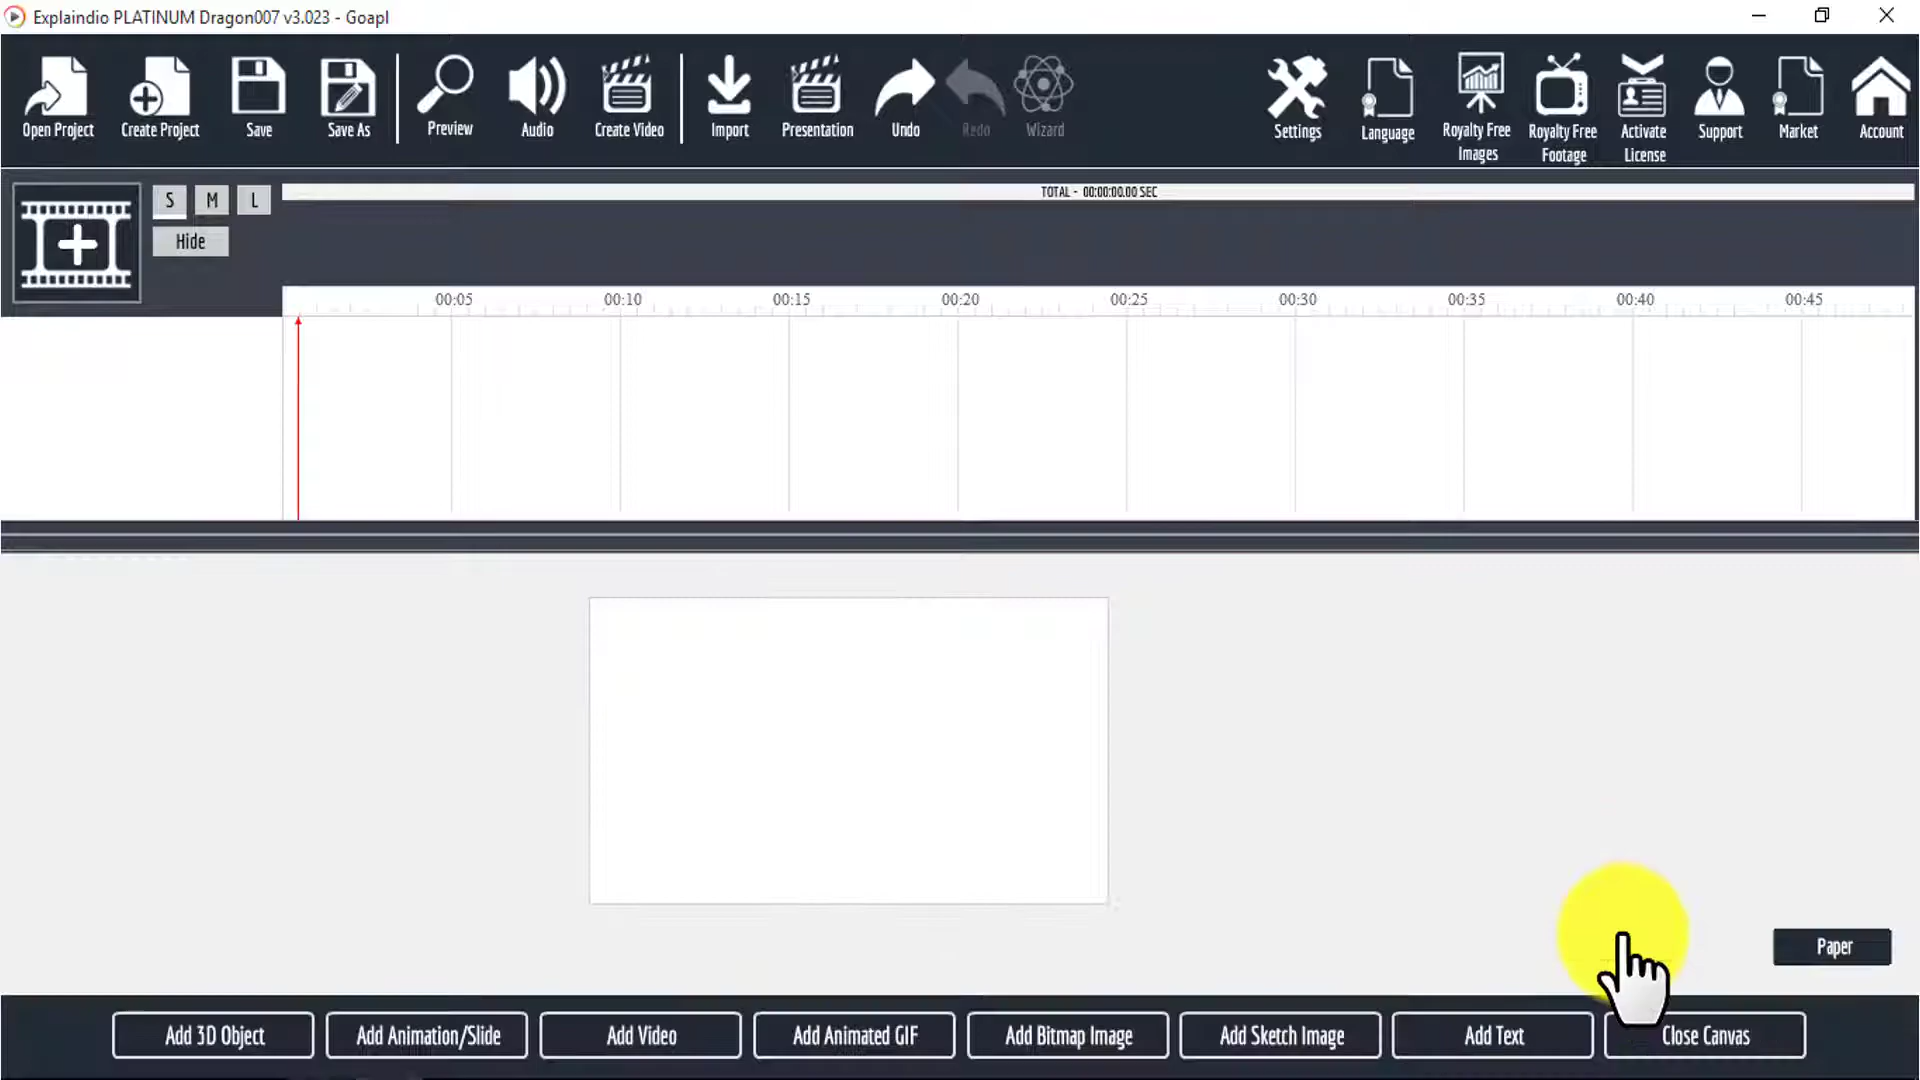 Explaindio PLATINUM Dragon007 v3.023 - Goapl
Open Project
Create Project
Save
Save As
Preview
Audio
Create Video
Import
Presentation
Undo
Redo
Wizard
Settings
Language
Royalty Free
Images
Royalty Free
Footage
Activate
License
Support
Market
Account
S M L
TOTAL - 00:00:00.00 SEC
Hide
00:05 00:10 00:15 00:20 00:25 00:30 00:35 00:40 00:45
Paper
Add 3D Object
Add Animation/Slide
Add Video
Add Animated GIF
Add Bitmap Image
Add Sketch Image
Add Text
Close Canvas